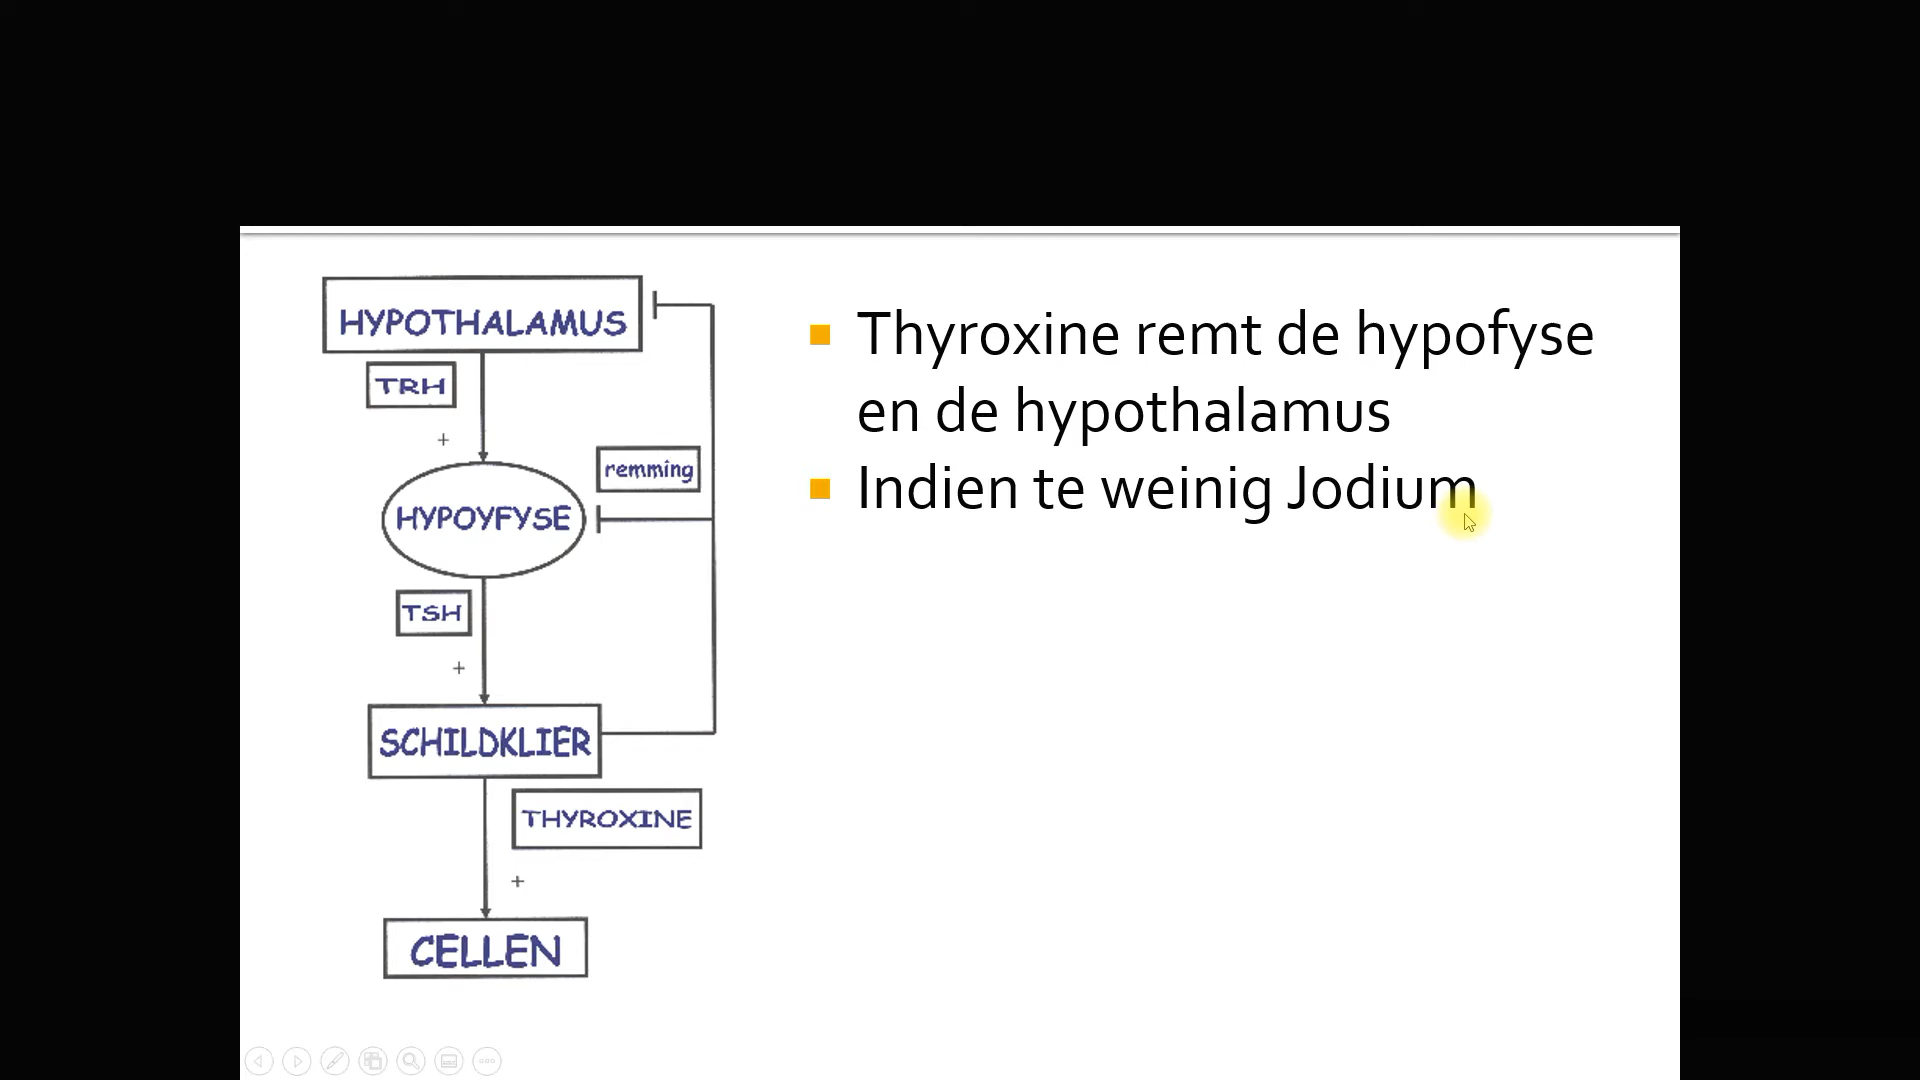 HYPOTHALAMUS
TRH
+
remming
HYPOYFYSE
TSH
+
SCHILDKLIER
THYROXINE
+
CELLEN
Thyroxine remt de hypofyse
en de hypothalamus
Indien te weinig Jodium